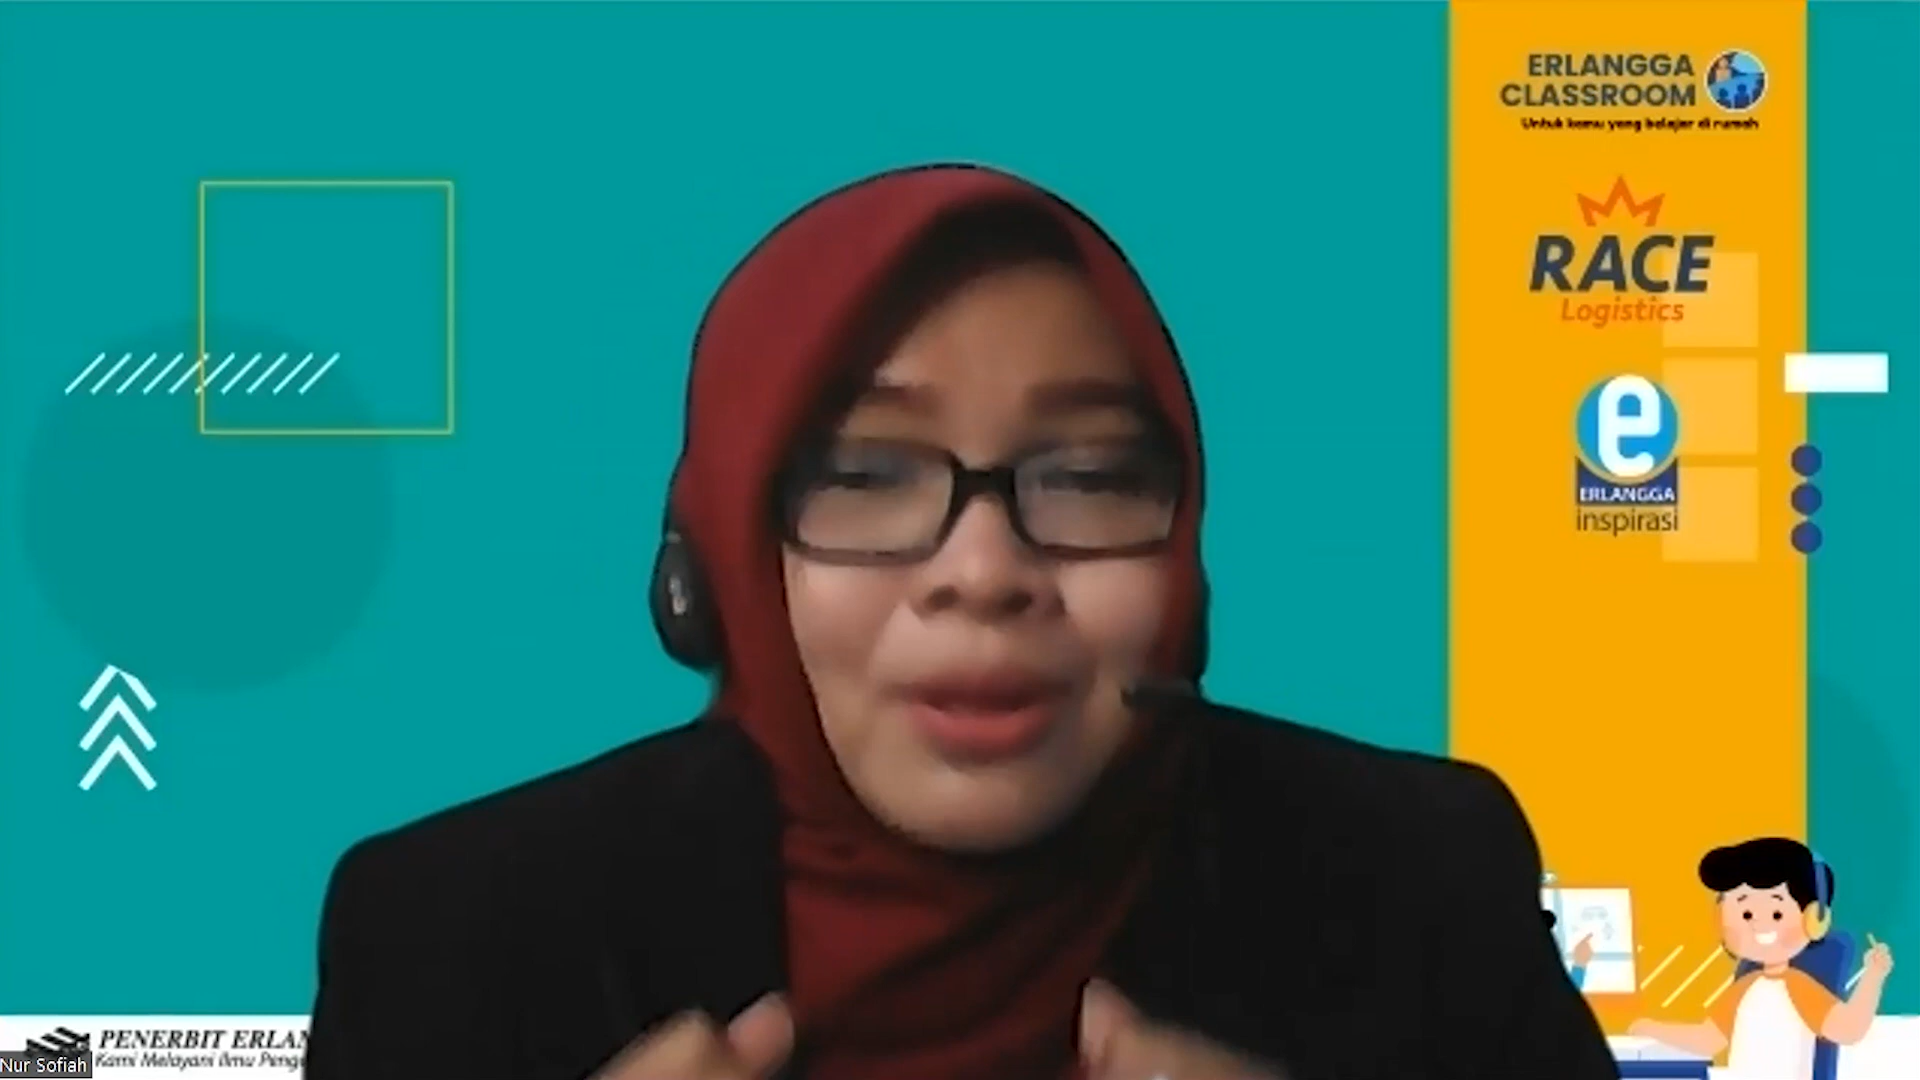 ERLANGGA
CLASSROOM
Untuk kamu yang belajar di rumah
RACE
Logistics
e
ERLANGGA
inspirasi
PENERBIT ERLAN
Kami Melayani Ilmu Penge
Nur Sofiah